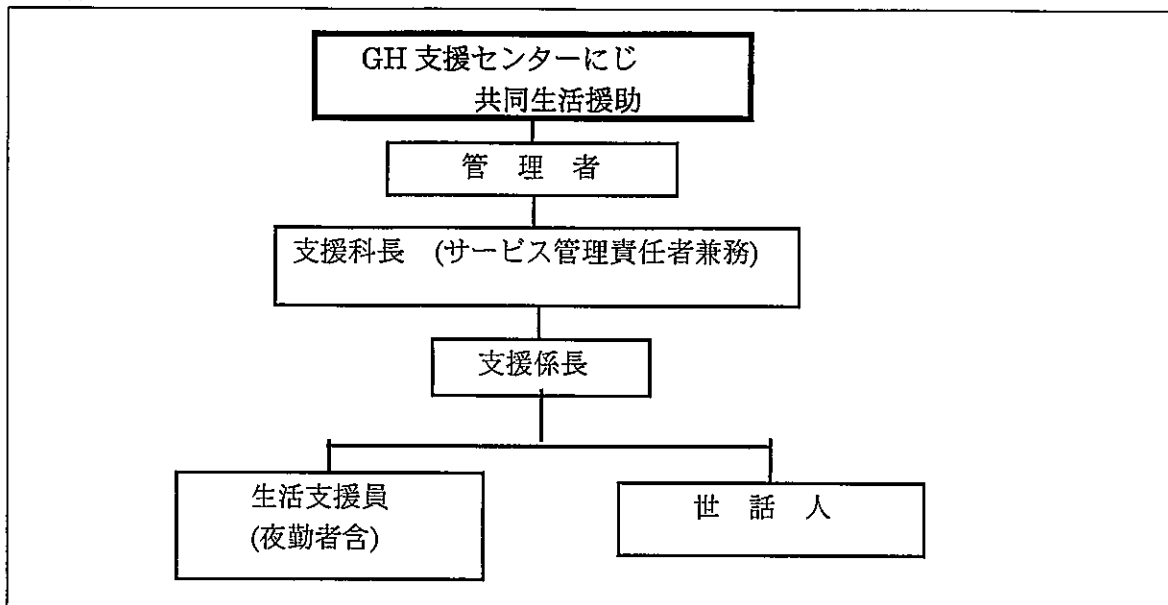 GH 支援センターにじ
共同生活援助
管 理 者
支援科長 (サービス管理責任者兼務)
支援係長
生活支援員
(夜勤者含)
世 話 人